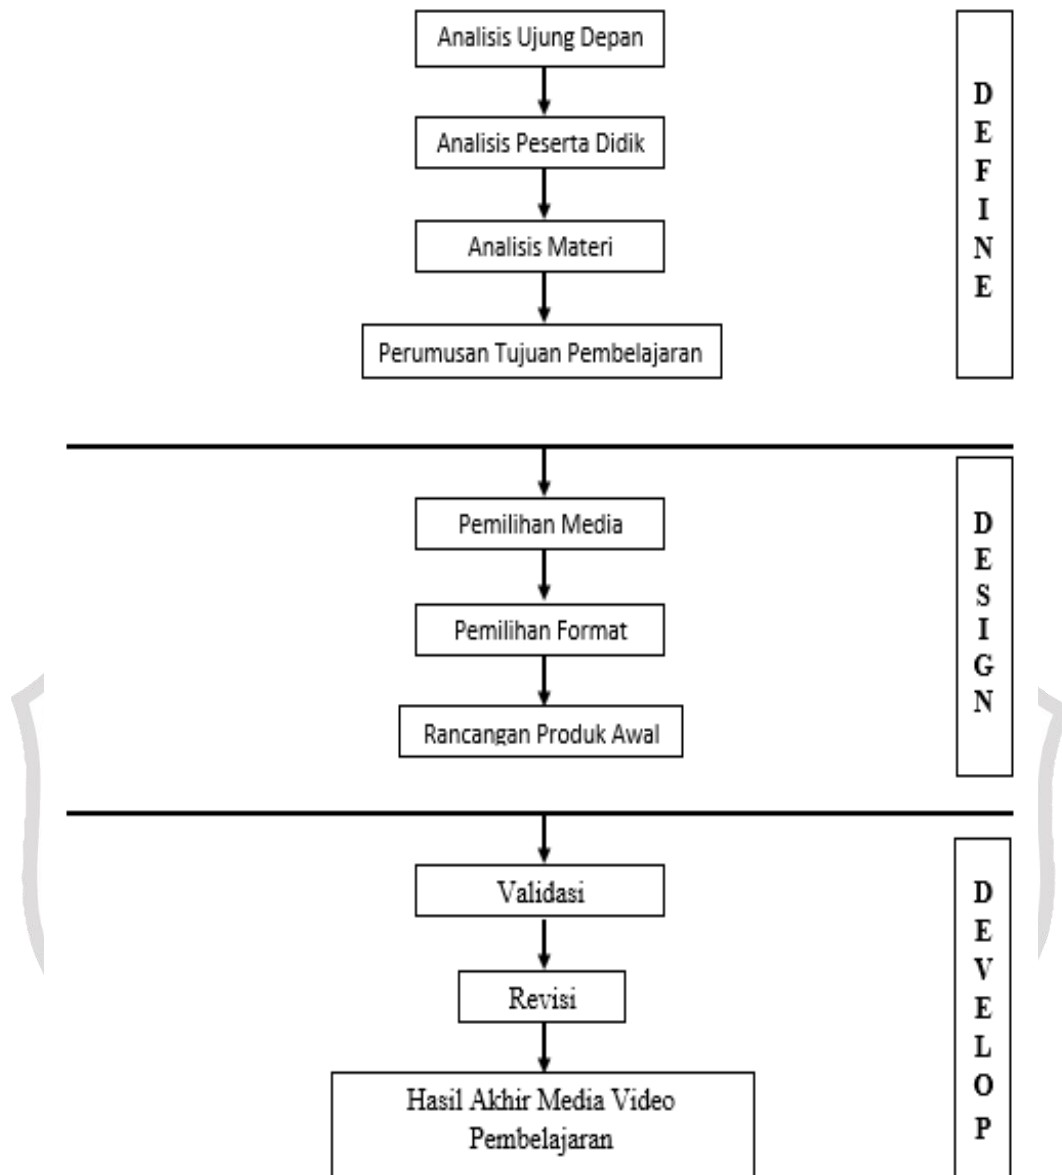 Analisis Ujung Depan
Analisis Peserta Didik
Analisis Materi
Perumusan Tujuan Pembelajaran
DEFINE
Pemilihan Media
Pemilihan Format
Rancangan Produk Awal
DESIGN
Validasi
Revisi
Hasil Akhir Media Video
Pembelajaran
DEVELOP